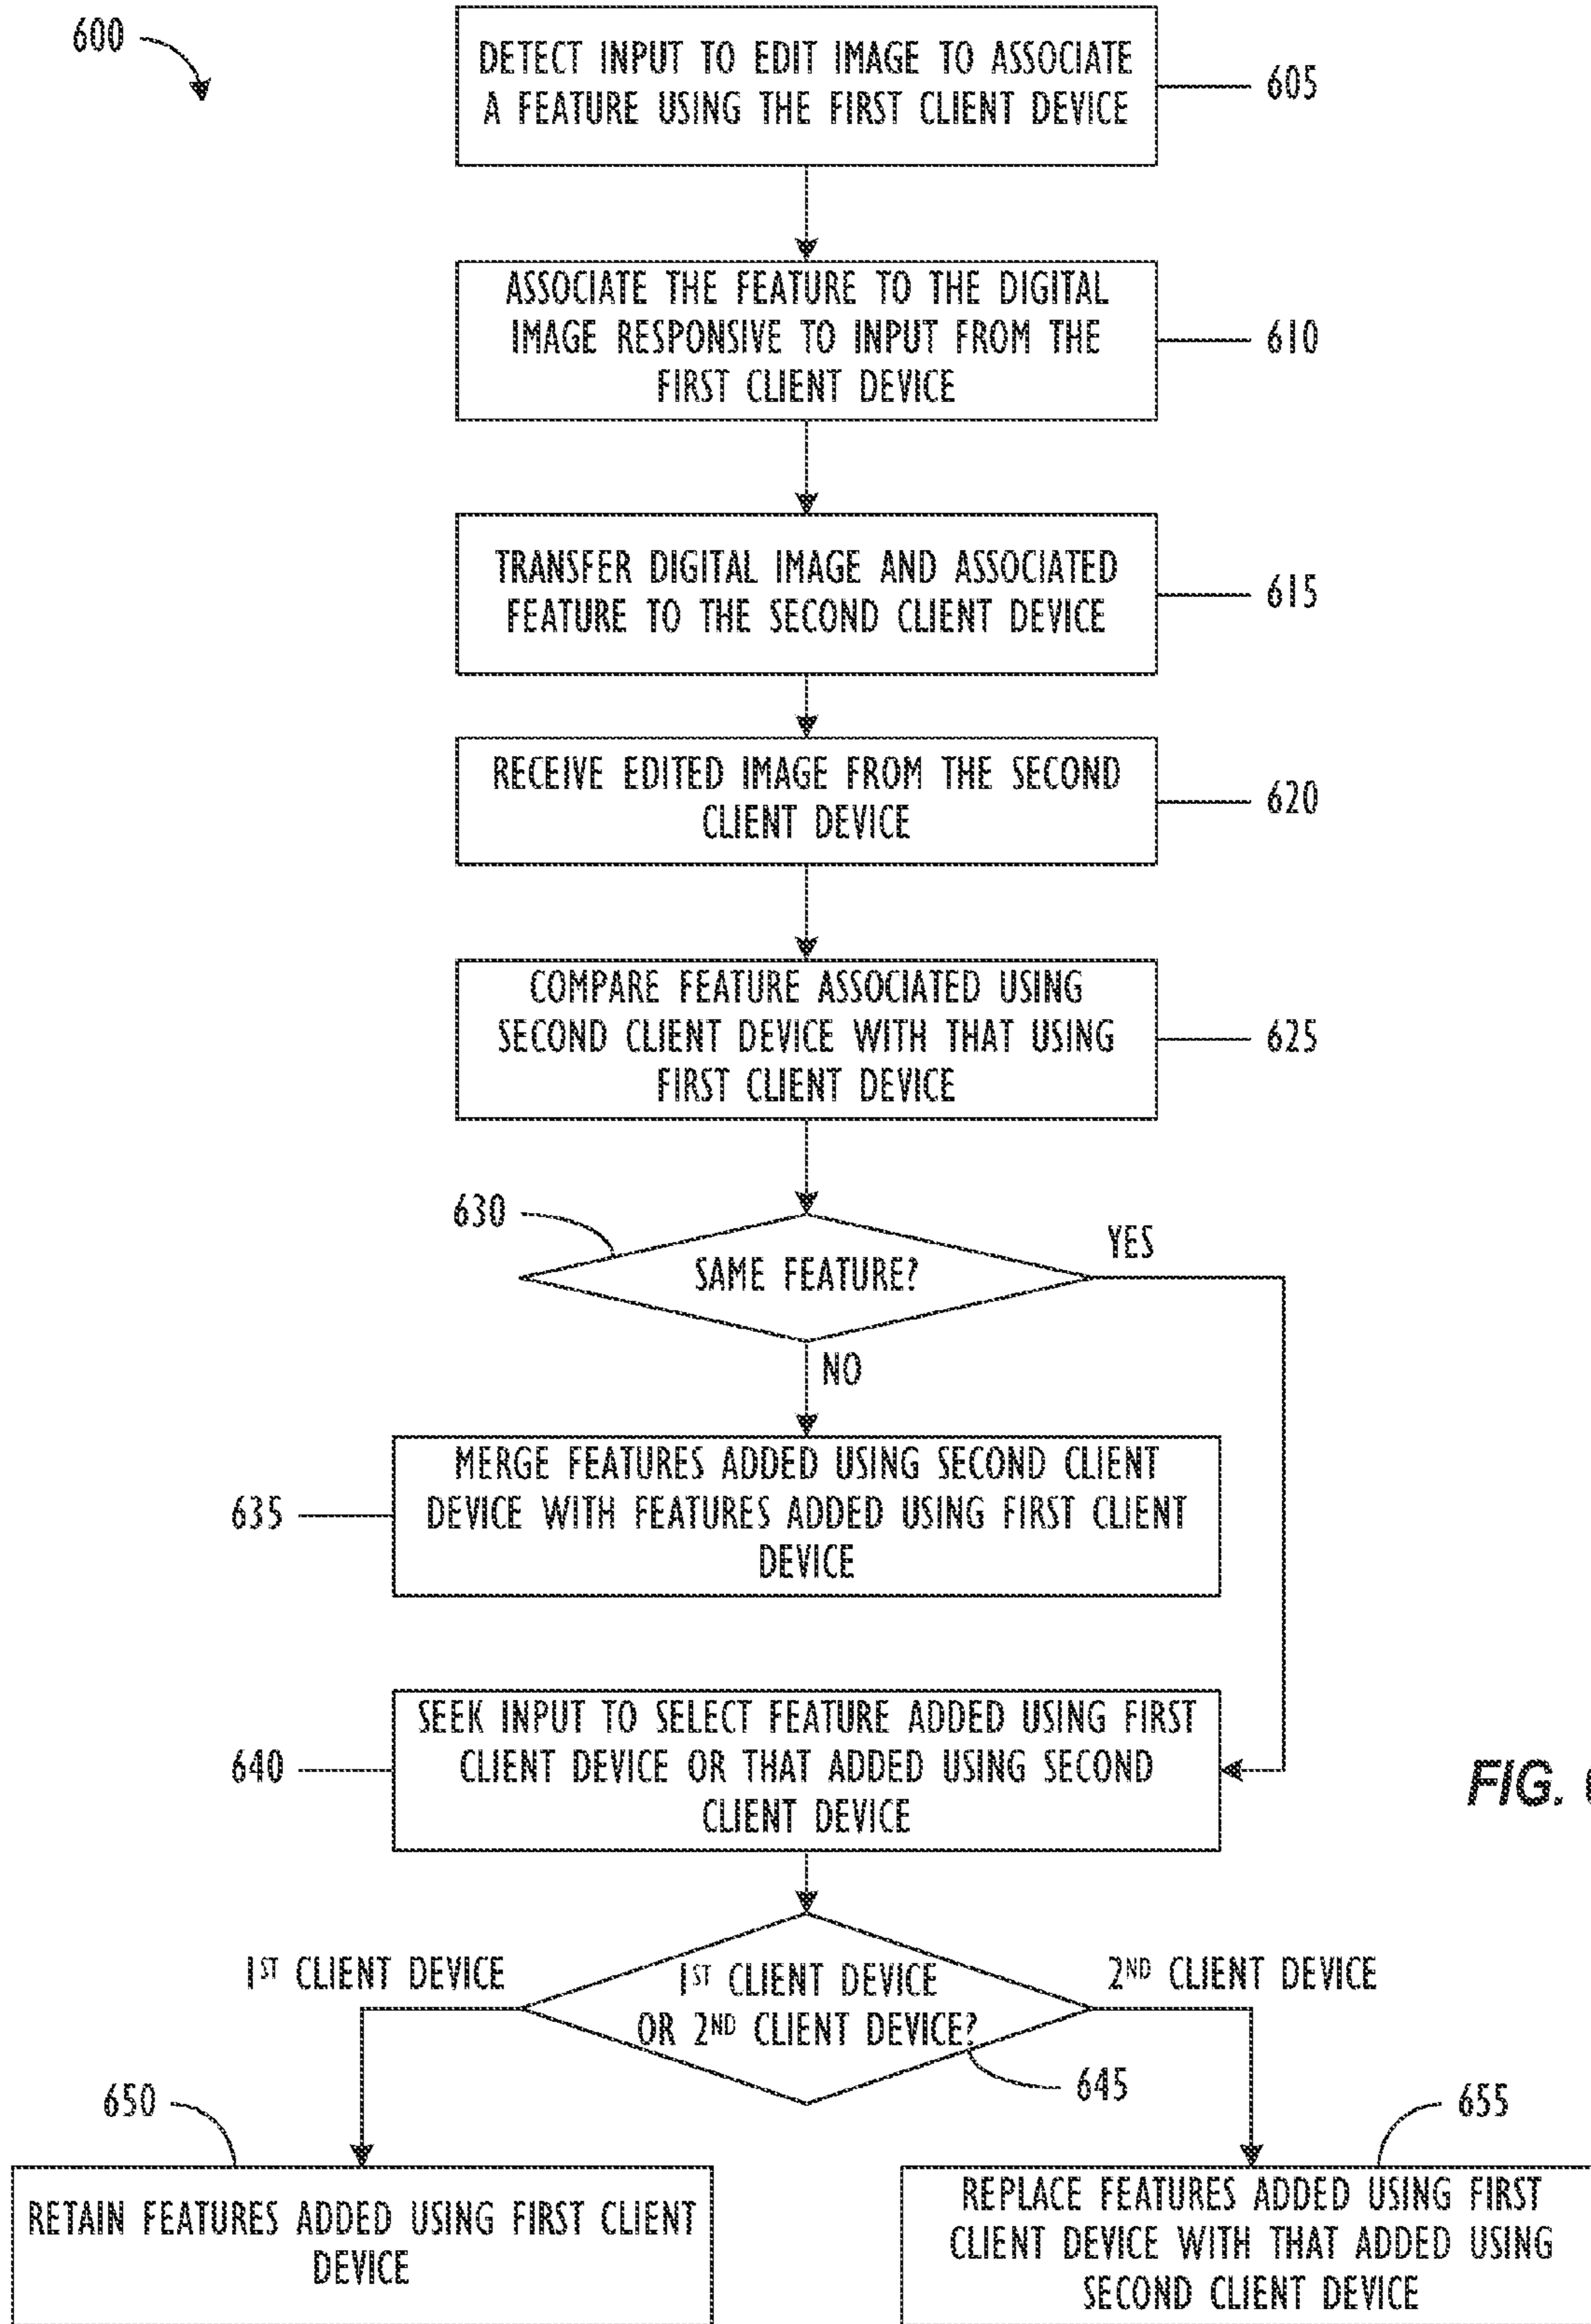 600
DETECT INPUT TO EDIT IMAGE TO ASSOCIATE
A FEATURE USING THE FIRST CLIENT DEVICE
605
ASSOCIATE THE FEATURE TO THE DIGITAL
IMAGE RESPONSIVE TO INPUT FROM THE
FIRST CLIENT DEVICE
610
TRANSFER DIGITAL IMAGE AND ASSOCIATED
FEATURE TO THE SECOND CLIENT DEVICE
615
RECEIVE EDITED IMAGE FROM THE SECOND
CLIENT DEVICE
620
COMPARE FEATURE ASSOCIATED USING
SECOND CLIENT DEVICE WITH THAT USING
FIRST CLIENT DEVICE
625
630
SAME FEATURE?
YES
NO
MERGE FEATURES ADDED USING SECOND CLIENT
DEVICE WITH FEATURES ADDED USING FIRST CLIENT
DEVICE
635
SEEK INPUT TO SELECT FEATURE ADDED USING FIRST
CLIENT DEVICE OR THAT ADDED USING SECOND
CLIENT DEVICE
640
FIG.
1ST CLIENT DEVICE
1ST CLIENT DEVICE
OR 2ND CLIENT DEVICE?
2ND CLIENT DEVICE
645
650
RETAIN FEATURES ADDED USING FIRST CLIENT
DEVICE
655
REPLACE FEATURES ADDED USING FIRST
CLIENT DEVICE WITH THAT ADDED USING
SECOND CLIENT DEVICE